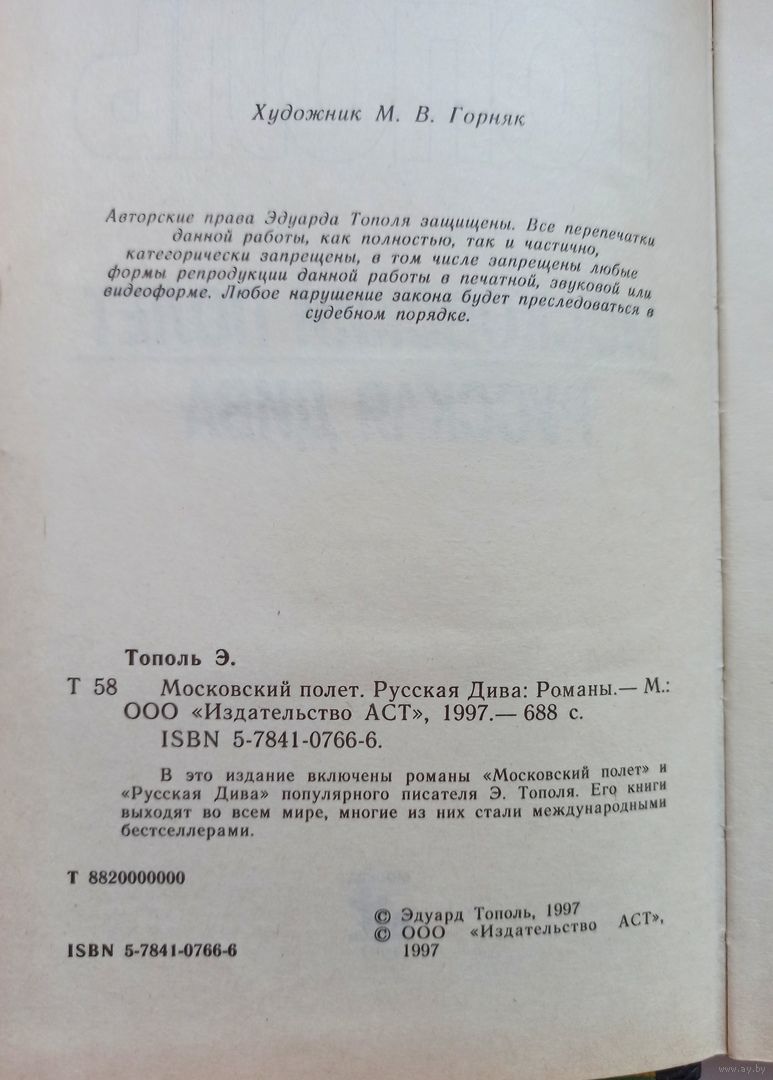 Художник М. В. Горняк
Авторские права Эдуарда Тополя защищены. Все перепечатки
данной работы, как полностью, так и частично,
категорически запрещены, в том числе запрещены любые
формы репродукции данной работы в печатной, звуковой или
видеоформе. Любое нарушение закона будет преследоваться в
судебном порядке.
Тополь Э.
Т 58 Московский полет. Русская Дива: Романы.— М.:
ООО «Издательство АСТ», 1997.— 688 с.
ISBN 5-7841-0766-6.
В это издание включены романы «Московский полет» и
«Русская Дива» популярного писателя Э. Тополя. Его книги
выходят во всем мире, многие из них стали международными
бестселлерами.
Т 8820000000
© Эдуард Тополь, 1997
© ООО «Издательство АСТ»,
1997
ISBN 5-7841-0766-6
www.ay.by